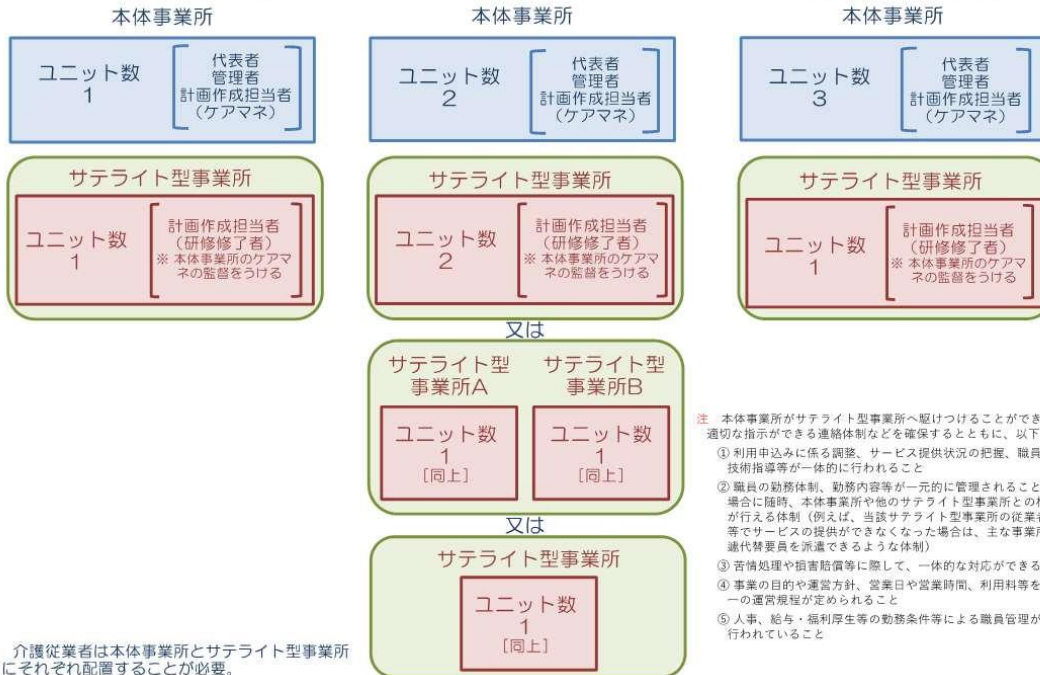 本体事業所
ユニット数
1
代表者
管理者
計画作成担当者
(ケアマネ)
サテライト型事業所
ユニット数
1
計画作成担当者
(研修修了者)
※ 本体事業所のケアマ
ネの監督をうける
本体事業所
ユニット数
2
代表者
管理者
計画作成担当者
(ケアマネ)
サテライト型事業所
ユニット数
2
計画作成担当者
(研修修了者)
※ 本体事業所のケアマ
ネの監督をうける
又は
サテライト型
事業所A
ユニット数
1
[同上]
サテライト型
事業所B
ユニット数
1
[同上]
又は
サテライト型事業所
ユニット数
1
[同上]
本体事業所
ユニット数
3
代表者
管理者
計画作成担当者
(ケアマネ)
サテライト型事業所
ユニット数
1
計画作成担当者
(研修修了者)
※ 本体事業所のケアマ
ネの監督をうける
注 本体事業所がサテライト型事業所へ駆けつけることができ
適切な指示ができる連絡体制などを確保するとともに、以下
① 利用申込みに係る調整、サービス提供状況の把握、職員
技術指導等が一体的に行われること
② 職員の勤務体制、勤務内容等が一元的に管理されること
場合に随時、本体事業所や他のサテライト型事業所との
が行える体制(例えば、当該サテライト型事業所の従業
等でサービスの提供ができなくなった場合は、主な事業所
遽代替要員を派遣できるような体制)
③ 苦情処理や損害賠償等に際して、一体的な対応ができる
④ 事業の目的や運営方針、営業日や営業時間、利用料等を
一の運営規程が定められること
⑤ 人事、給与・福利厚生等の勤務条件等による職員管理が
行われていること
介護従業者は本体事業所とサテライト型事業所
にそれぞれ配置することが必要。